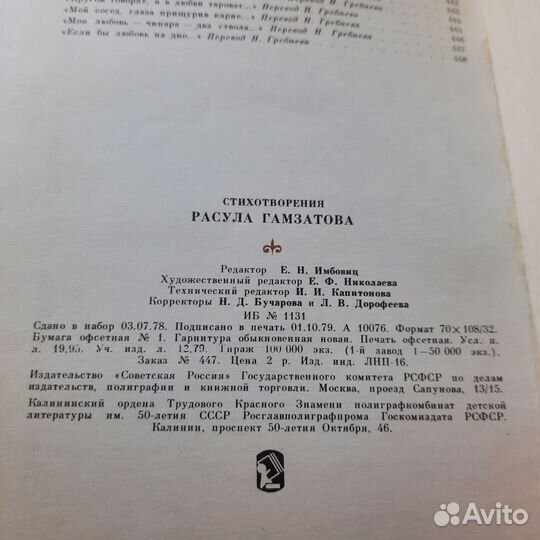 «Другой говорит, и в любви тароват...» Перевод Н. Гребнева 442
«Мой сосед, глаза прищурив карие...» Перевод Н. Гребнева 443
«Моя любовь — чинара — два ствола...» Перевод Н. Гребнева 444
«Если бы любовь на дно...» Перевод Н. Гребнева 445
446
447
448
СТИХОТВОРЕНИЯ
РАСУЛА ГАМЗАТОВА
Редактор Е. Н. Имбовиц
Художественный редактор Е. Ф. Николаева
Технический редактор И. И. Капитонова
Корректоры Н. Д. Бучарова и Л. В. Дорофеева
ИБ № 1131
Сдано в набор 03.07.78. Подписано в печать 01.10.79. А 10076. Формат 70×108/32.
Бумага офсетная № 1. Гарнитура обыкновенная новая. Печать офсетная. Усл. п.
л. 19,95. Уч. изд. л. 12,79. Тираж 100 000 экз. (1-й завод 1—50 000 экз.).
Заказ № 447. Цена 2 р. Изд. инд. ЛНП-16.
Издательство «Советская Россия» Государственного комитета РСФСР по делам
издательств, полиграфии и книжной торговли. Москва, проезд Сапунова, 13/15.
Калининский ордена Трудового Красного Знамени полиграфкомбинат детской
литературы им. 50-летия СССР Росглавполиграфпрома Госкомиздата РСФСР.
Калинин, проспект 50-летия Октября, 46.
Avito